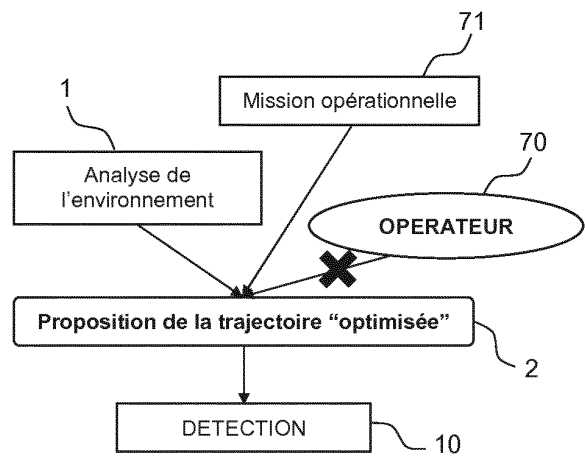 71
Mission opérationnelle
1
Analyse de
l'environnement
70
OPERATEUR
Proposition de la trajectoire “optimisée”
2
DETECTION
10